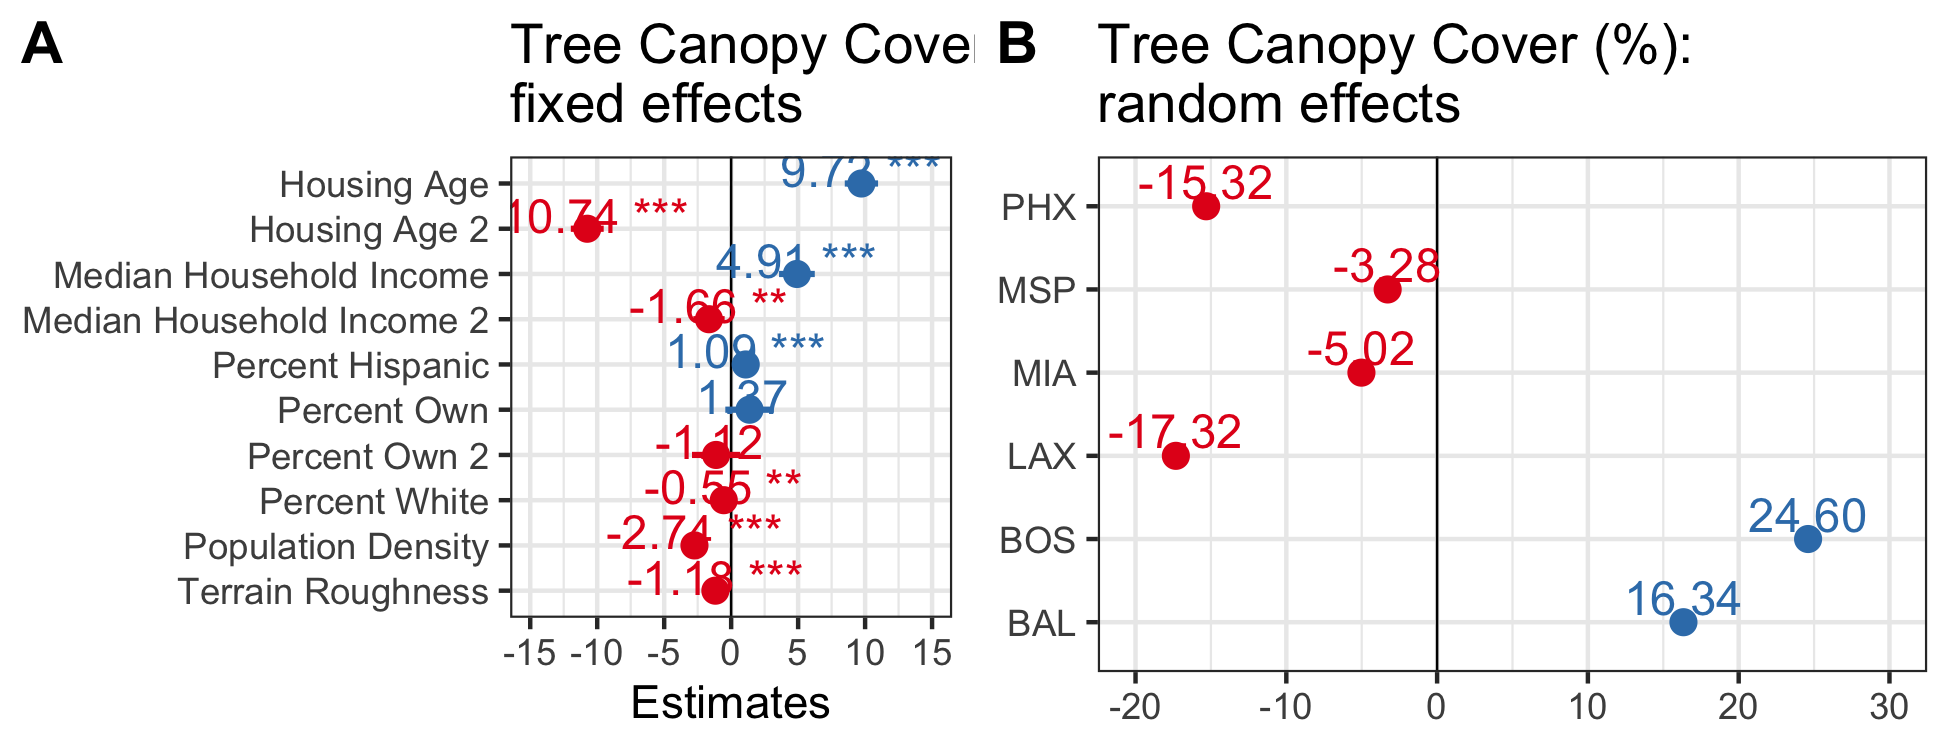 A
Tree Canopy Cover
fixed effects
Housing Age
9.72 ***
Housing Age 2
10.74 ***
Median Household Income
4.91 ***
Median Household Income 2
-1.66 **
Percent Hispanic
1.09 ***
Percent Own
1.37
Percent Own 2
-1.12
Percent White
-0.55 **
Population Density
-2.74 ***
Terrain Roughness
-1.18 ***
-15 -10 -5 0 5 10 15
Estimates
B
Tree Canopy Cover (%):
random effects
PHX
-15.32
MSP
-3.28
MIA
-5.02
LAX
-17.32
BOS
24.60
BAL
16.34
-20 -10 0 10 20 30